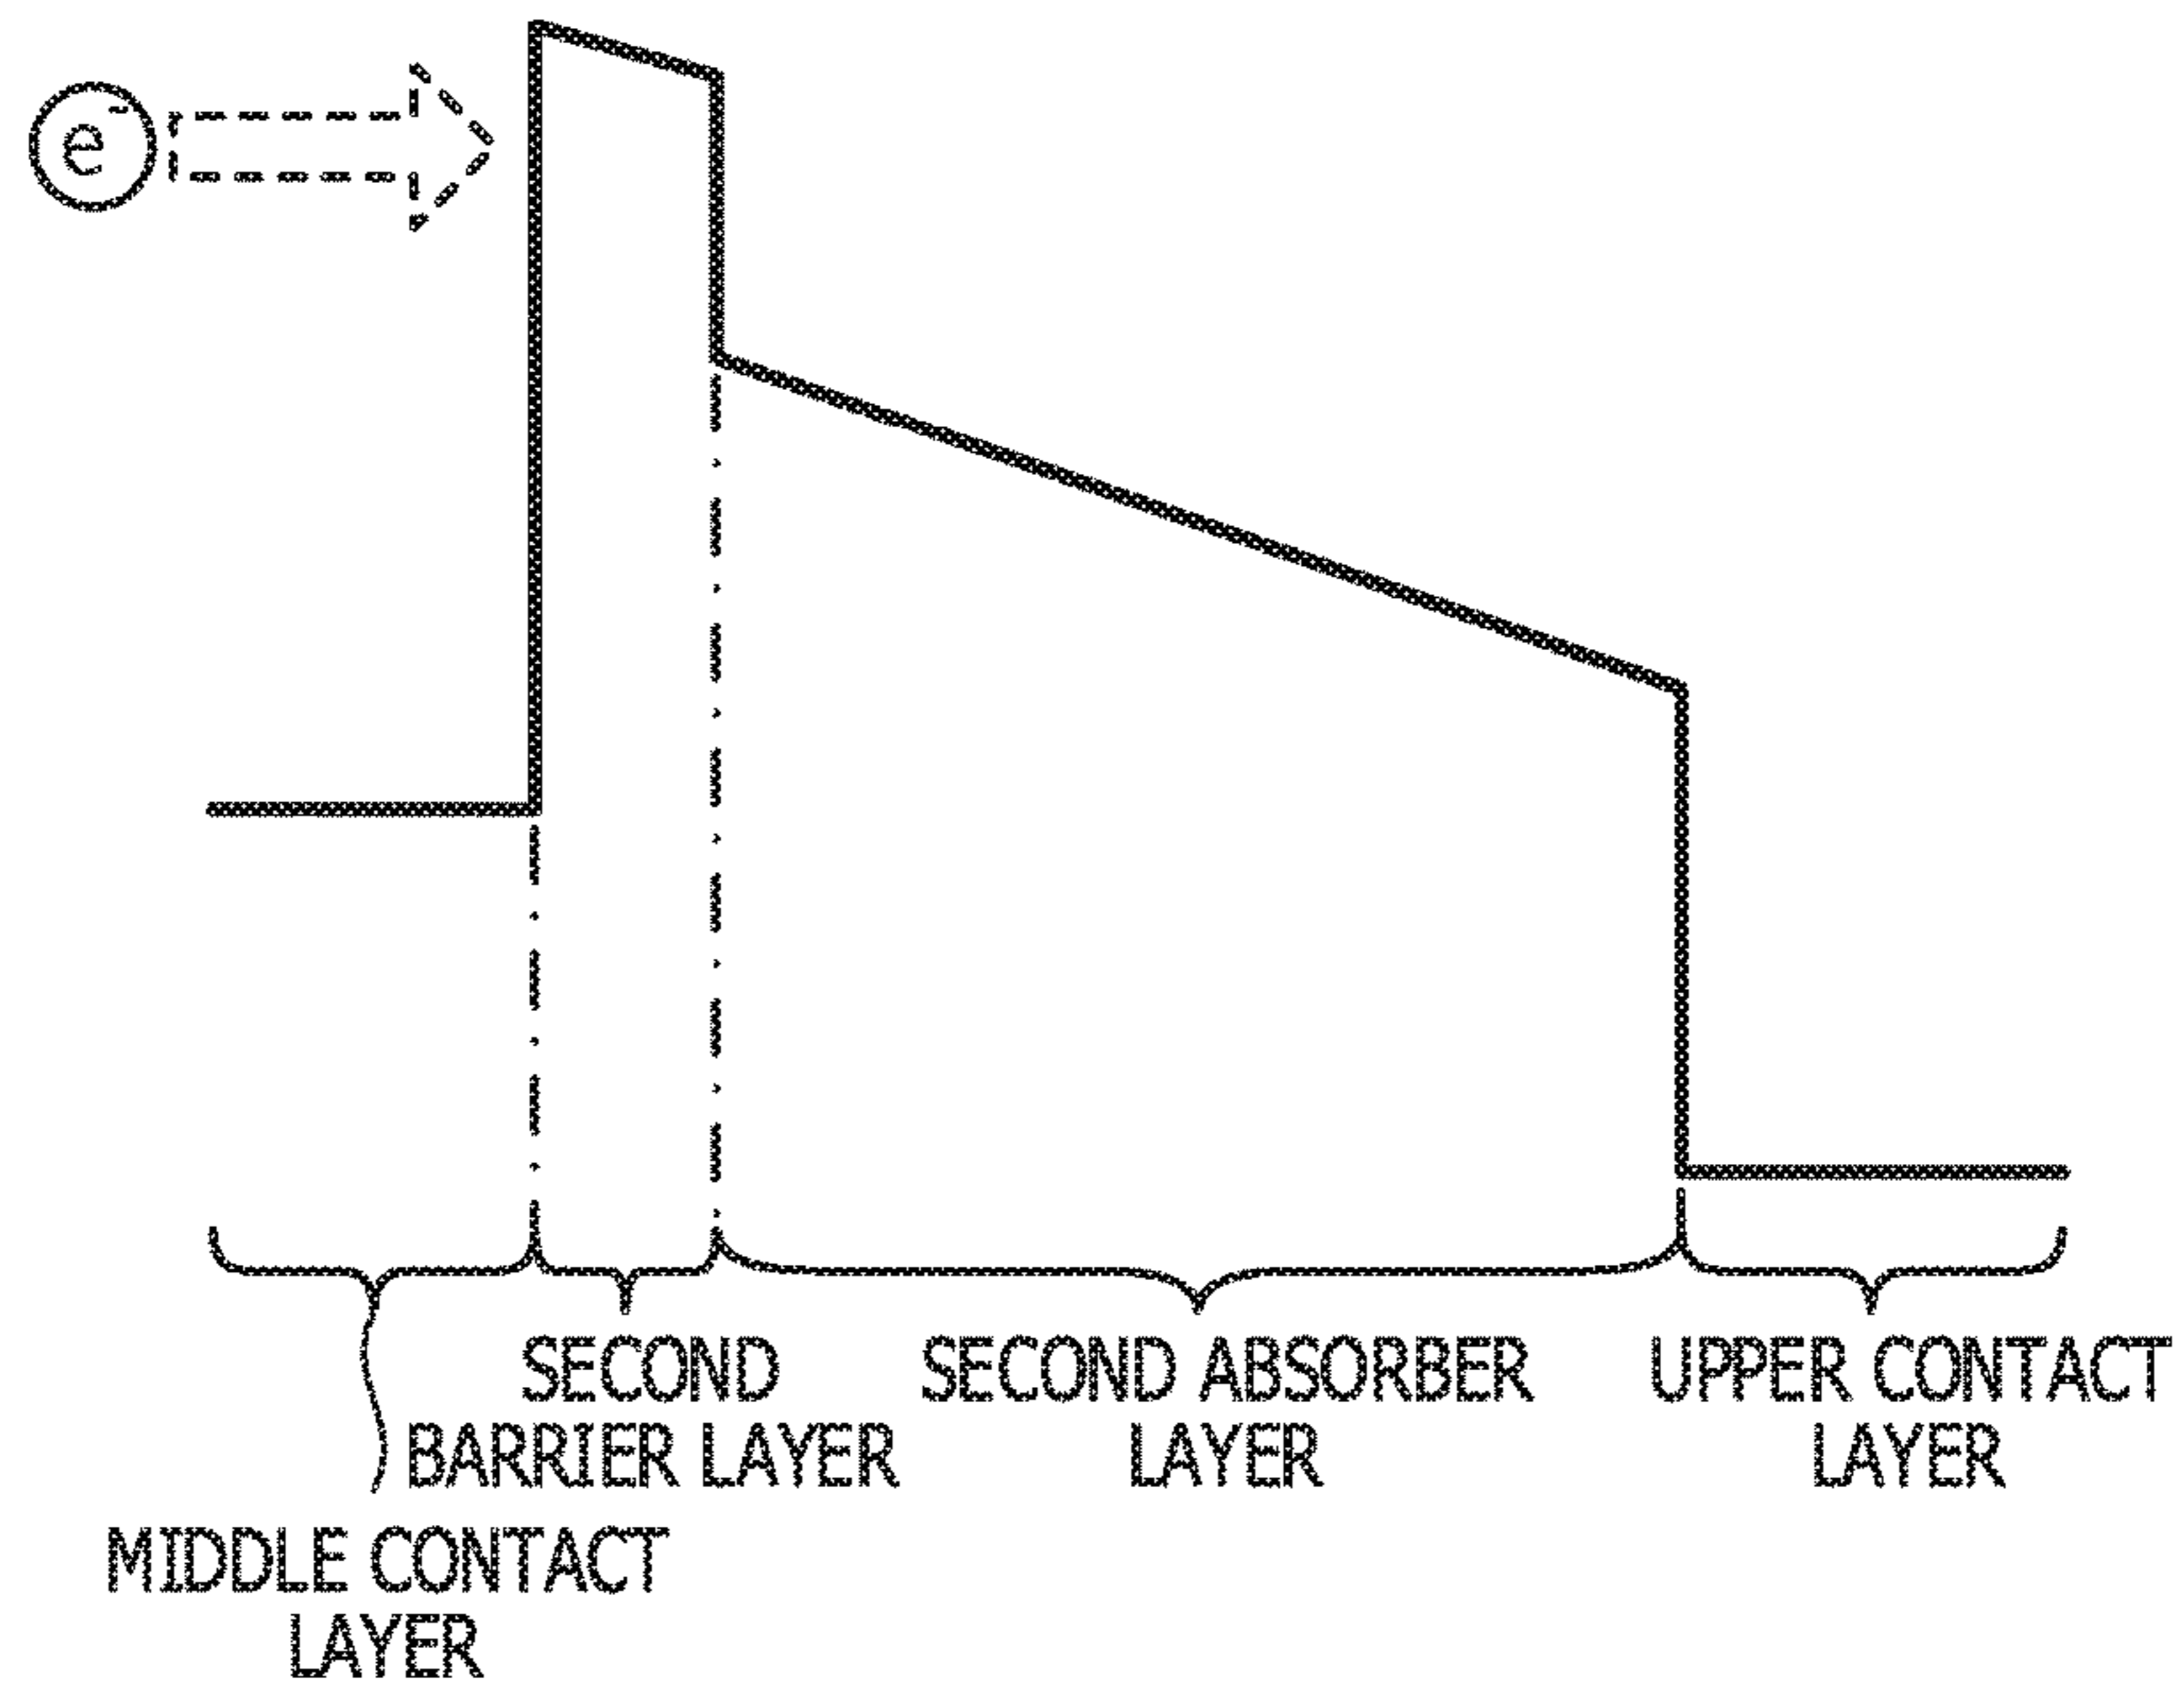 e⁻
SECOND
BARRIER LAYER
SECOND ABSORBER
LAYER
UPPER CONTACT
LAYER
MIDDLE CONTACT
LAYER